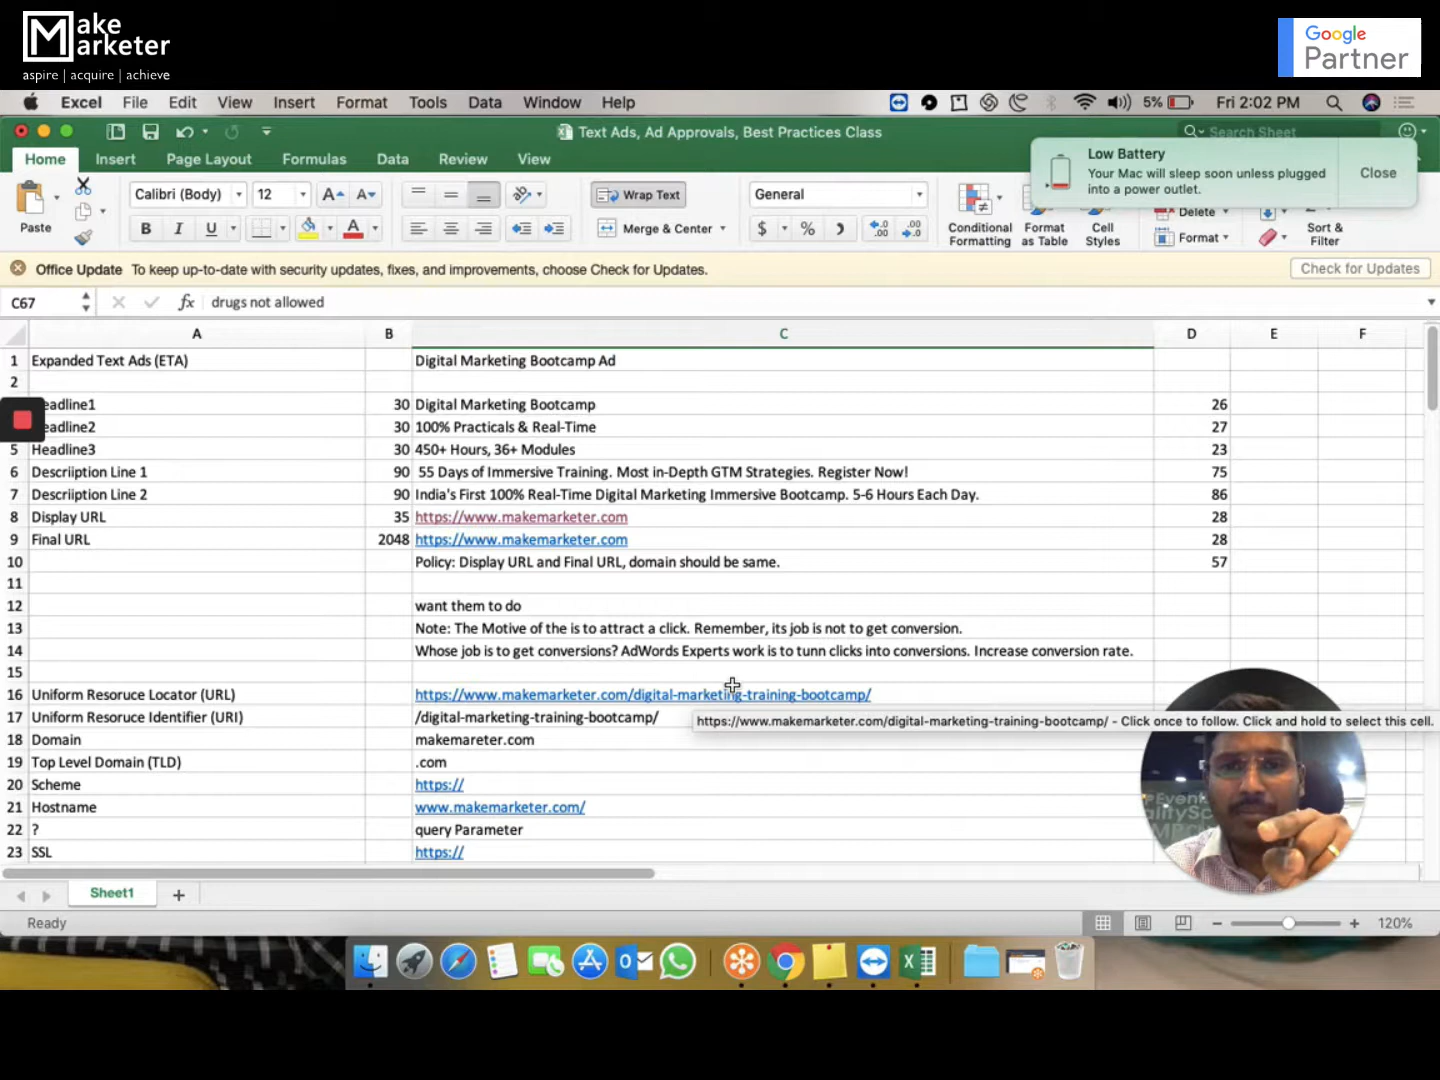 Make Marketer
aspire | acquire | achieve
Google
Partner
Excel File Edit View Insert Format Tools Data Window Help 5% Fri 2:02 PM
Text Ads, Ad Approvals, Best Practices Class
Search Sheet
Home Insert Page Layout Formulas Data Review View
Low Battery
Your Mac will sleep soon unless plugged
into a power outlet.
Close
Paste
Calibri (Body) 12
Wrap Text
General
B I U
Merge & Center
$ %
Conditional Formatting
Format as Table
Cell Styles
Delete
Format
Sort & Filter
Office Update To keep up-to-date with security updates, fixes, and improvements, choose Check for Updates.
Check for Updates
C67 fx drugs not allowed
A B C D E F
1 Expanded Text Ads (ETA) Digital Marketing Bootcamp Ad
2
eadline1 30 Digital Marketing Bootcamp 26
eadline2 30 100% Practicals & Real-Time 27
5 Headline3 30 450+ Hours, 36+ Modules 23
6 Descriiption Line 1 90 55 Days of Immersive Training. Most in-Depth GTM Strategies. Register Now! 75
7 Descriiption Line 2 90 India's First 100% Real-Time Digital Marketing Immersive Bootcamp. 5-6 Hours Each Day. 86
8 Display URL 35 https://www.makemarketer.com 28
9 Final URL 2048 https://www.makemarketer.com 28
10 Policy: Display URL and Final URL, domain should be same. 57
11
12 want them to do
13 Note: The Motive of the is to attract a click. Remember, its job is not to get conversion.
14 Whose job is to get conversions? AdWords Experts work is to tunn clicks into conversions. Increase conversion rate.
15
16 Uniform Resoruce Locator (URL) https://www.makemarketer.com/digital-marketing-training-bootcamp/
17 Uniform Resoruce Identifier (URI) /digital-marketing-training-bootcamp/
https://www.makemarketer.com/digital-marketing-training-bootcamp/ - Click once to follow. Click and hold to select this cell.
18 Domain makemareter.com
19 Top Level Domain (TLD) .com
20 Scheme https://
21 Hostname www.makemarketer.com/
22 ? query Parameter
23 SSL https://
Sheet1
Ready
120%